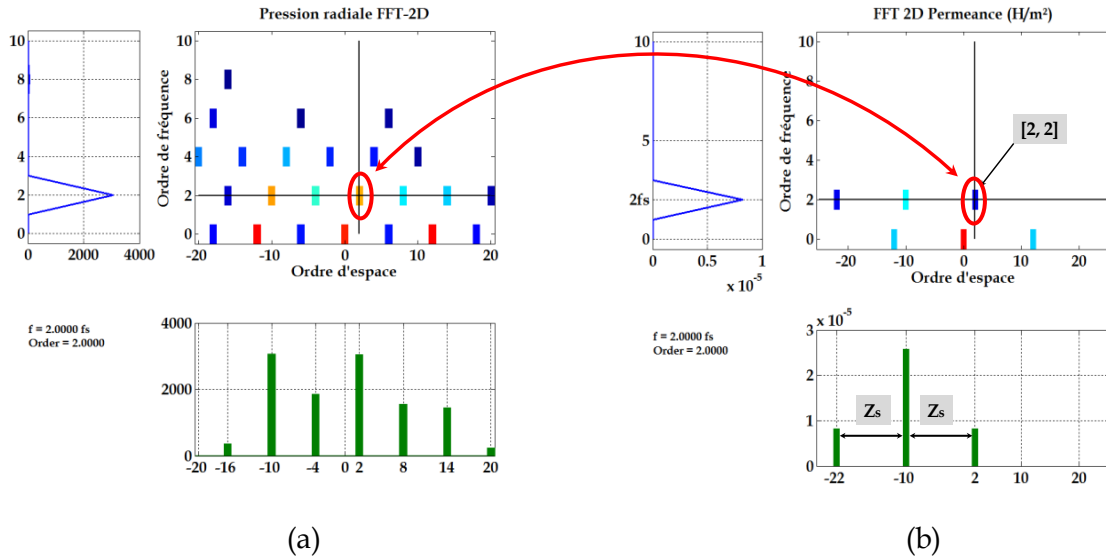 Pression radiale FFT-2D
10
8
6
4
2
0
0 2000 4000
Ordre de fréquence
10
8
6
4
2
0
-20 -10 0 10 20
Ordre d'espace
f = 2.0000 fs
Order = 2.0000
4000
2000
0
-20 -16 -10 -4 0 2 8 14 20
(a)
FFT 2D Permeance (H/m²)
10
5
2fs
0
0 0.5 1
x 10⁻⁵
Ordre de fréquence
10
8
6
4
2
0
[2, 2]
-20 -10 0 10 20
Ordre d'espace
f = 2.0000 fs
Order = 2.0000
x 10⁻⁵
3
2
1
0
Zs Zs
-22 -10 2 10 20
(b)